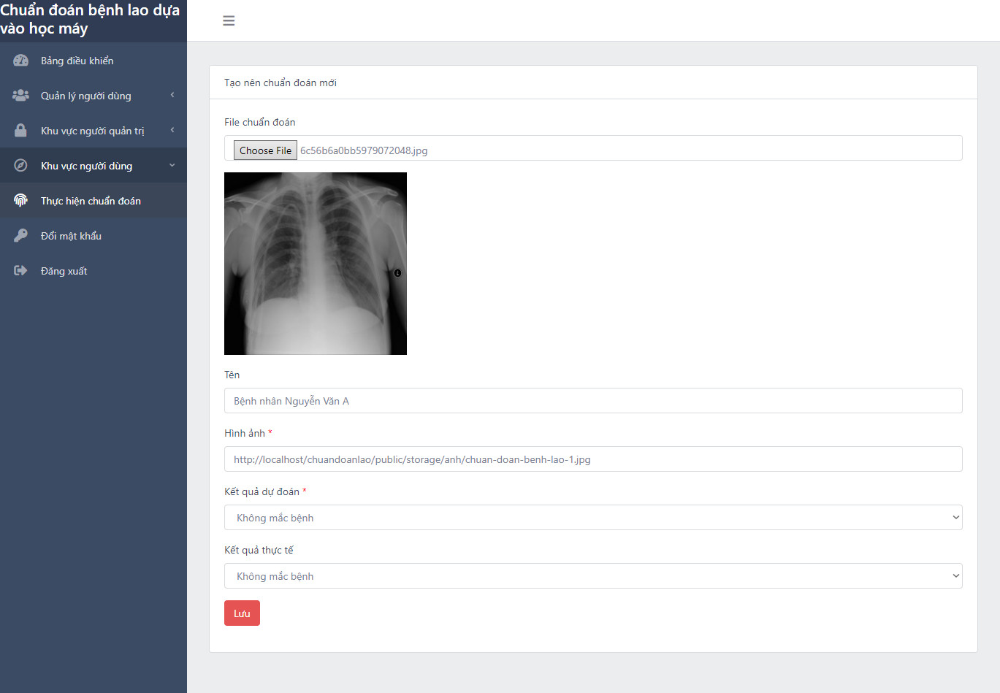 Chuẩn đoán bệnh lao dựa
vào học máy
Bảng điều khiển
Quản lý người dùng
Khu vực người quản trị
Khu vực người dùng
Thực hiện chuẩn đoán
Đổi mật khẩu
Đăng xuất
Tạo nên chuẩn đoán mới
File chuẩn đoán
Choose File 6c56b6a0bb5979072048.jpg
Tên
Bệnh nhân Nguyễn Văn A
Hình ảnh *
http://localhost/chuandoanlao/public/storage/anh/chuan-doan-benh-lao-1.jpg
Kết quả dự đoán *
Không mắc bệnh
Kết quả thực tế
Không mắc bệnh
Lưu